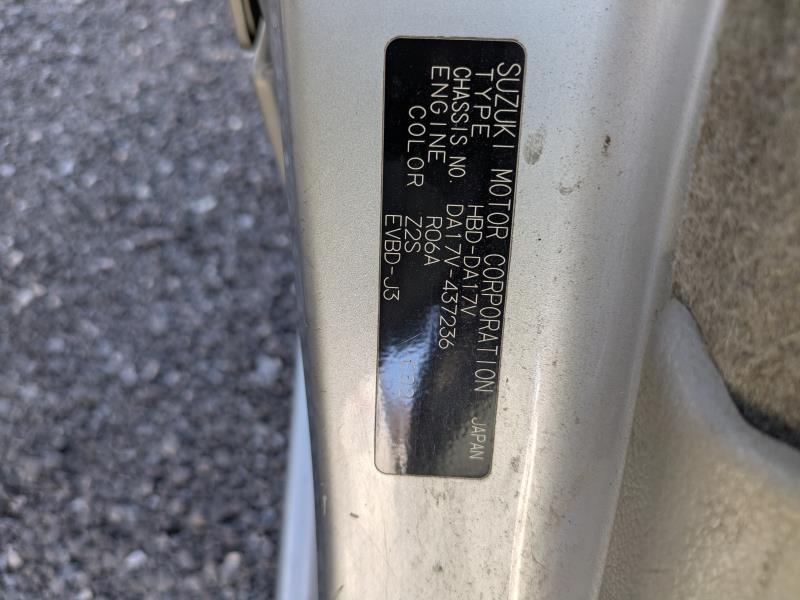 SUZUKI MOTOR CORPORATION JAPAN
TYPE HBD-DA17V
CHASSIS NO. DA17V-437236
ENGINE R06A
COLOR Z2S
EVBD-J3